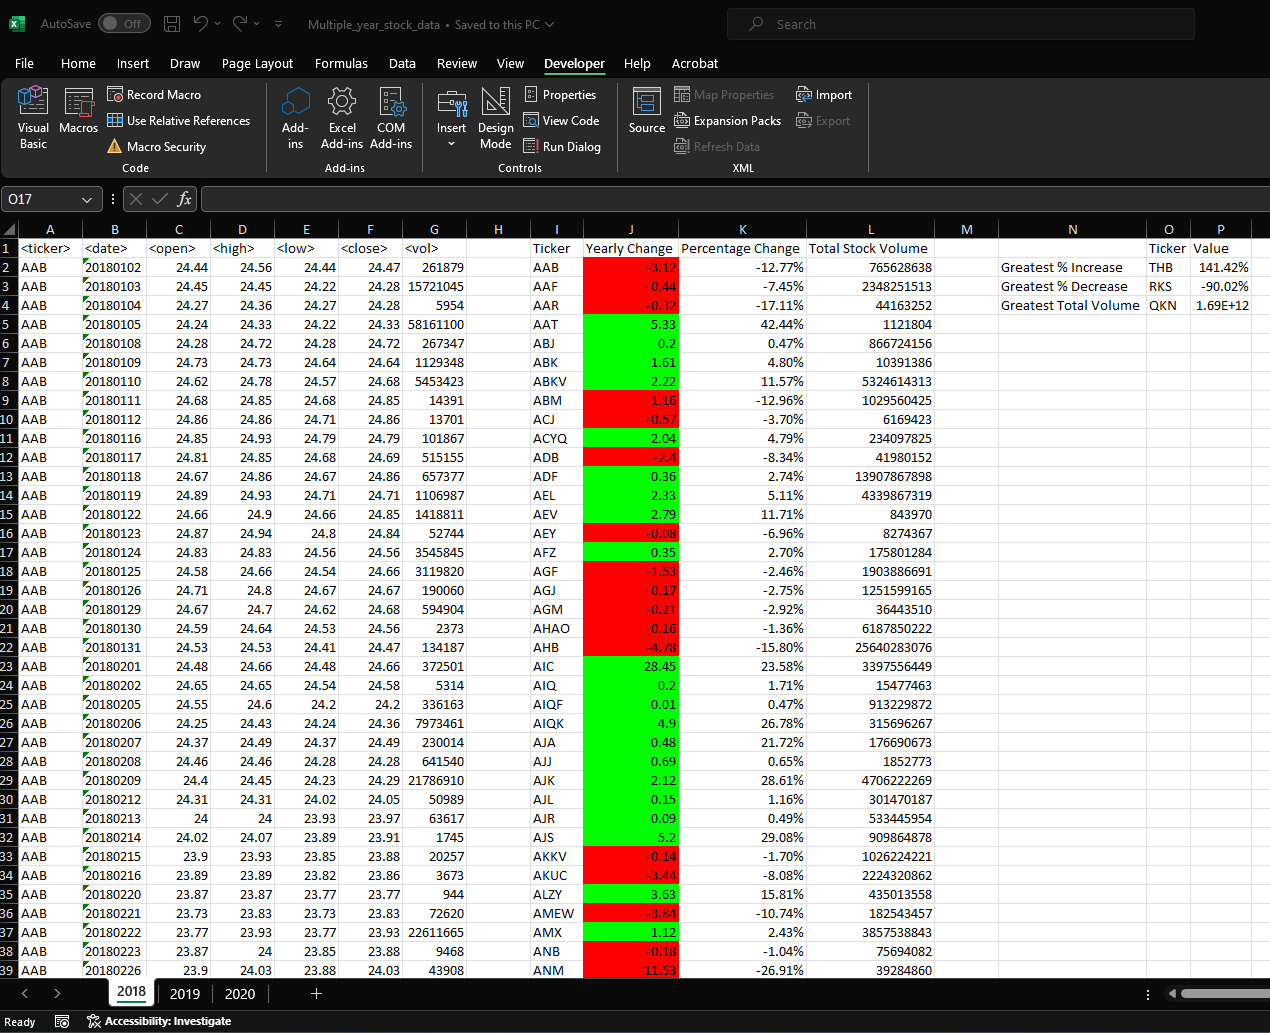 AutoSave Off Multiple_year_stock_data • Saved to this PC Search
File Home Insert Draw Page Layout Formulas Data Review View Developer Help Acrobat
Visual Basic Macros Record Macro Use Relative References Macro Security Code
Add-ins Excel Add-ins COM Add-ins Add-ins
Insert Design Mode Properties View Code Run Dialog Controls
Source Map Properties Expansion Packs Refresh Data Import Export XML
O17 fx
A B C D E F G H I J K L M N O P
1 <ticker> <date> <open> <high> <low> <close> <vol> Ticker Yearly Change Percentage Change Total Stock Volume Ticker Value
2 AAB 20180102 24.44 24.56 24.44 24.47 261879 AAB -3.12 -12.77% 765628638 Greatest % Increase THB 141.42%
3 AAB 20180103 24.45 24.45 24.22 24.28 15721045 AAF -0.44 -7.45% 2348251513 Greatest % Decrease RKS -90.02%
4 AAB 20180104 24.27 24.36 24.27 24.28 5954 AAR -0.32 -17.11% 44163252 Greatest Total Volume QKN 1.69E+12
5 AAB 20180105 24.24 24.33 24.22 24.33 58161100 AAT 5.33 42.44% 1121804
6 AAB 20180108 24.28 24.72 24.28 24.72 267347 ABJ 0.2 0.47% 866724156
7 AAB 20180109 24.73 24.73 24.64 24.64 1129348 ABK 1.61 4.80% 10391386
8 AAB 20180110 24.62 24.78 24.57 24.68 5453423 ABKV 2.22 11.57% 5324614313
9 AAB 20180111 24.68 24.85 24.68 24.85 14391 ABM -1.16 -12.96% 1029560425
10 AAB 20180112 24.86 24.86 24.71 24.86 13701 ACJ -0.57 -3.70% 6169423
11 AAB 20180116 24.85 24.93 24.79 24.79 101867 ACYQ 2.04 4.79% 234097825
12 AAB 20180117 24.81 24.85 24.68 24.69 515155 ADB -2.4 -8.34% 41980152
13 AAB 20180118 24.67 24.86 24.67 24.86 657377 ADF 0.36 2.74% 13907867898
14 AAB 20180119 24.89 24.93 24.71 24.71 1106987 AEL 2.33 5.11% 4339867319
15 AAB 20180122 24.66 24.9 24.66 24.85 1418811 AEV 2.79 11.71% 843970
16 AAB 20180123 24.87 24.94 24.8 24.84 52744 AEY -0.08 -6.96% 8274367
17 AAB 20180124 24.83 24.83 24.56 24.56 3545845 AFZ 0.35 2.70% 175801284
18 AAB 20180125 24.58 24.66 24.54 24.66 3119820 AGF -1.53 -2.46% 1903886691
19 AAB 20180126 24.71 24.8 24.67 24.67 190060 AGJ -0.17 -2.75% 1251599165
20 AAB 20180129 24.67 24.7 24.62 24.68 594904 AGM -0.21 -2.92% 36443510
21 AAB 20180130 24.59 24.64 24.53 24.56 2373 AHAO -0.16 -1.36% 6187850222
22 AAB 20180131 24.53 24.53 24.41 24.47 134187 AHB -4.78 -15.80% 25640283076
23 AAB 20180201 24.48 24.66 24.48 24.66 372501 AIC 28.45 23.58% 3397556449
24 AAB 20180202 24.65 24.65 24.54 24.58 5314 AIQ 0.2 1.71% 15477463
25 AAB 20180205 24.55 24.6 24.2 24.2 336163 AIQF 0.01 0.47% 913229872
26 AAB 20180206 24.25 24.43 24.24 24.36 7973461 AIQK 4.9 26.78% 315696267
27 AAB 20180207 24.37 24.49 24.37 24.49 230014 AJA 0.48 21.72% 176690673
28 AAB 20180208 24.46 24.46 24.28 24.28 641540 AJJ 0.69 0.65% 1852773
29 AAB 20180209 24.4 24.45 24.23 24.29 21786910 AJK 2.12 28.61% 4706222269
30 AAB 20180212 24.31 24.31 24.02 24.05 50989 AJL 0.15 1.16% 301470187
31 AAB 20180213 24 24 23.93 23.97 63617 AJR 0.09 0.49% 533445954
32 AAB 20180214 24.02 24.07 23.89 23.91 1745 AJS 5.2 29.08% 909864878
33 AAB 20180215 23.9 23.93 23.85 23.88 20257 AKKV -0.14 -1.70% 1026224221
34 AAB 20180216 23.89 23.89 23.82 23.86 3673 AKUC -3.44 -8.08% 2224320862
35 AAB 20180220 23.87 23.87 23.77 23.77 944 ALZY 3.63 15.81% 435013558
36 AAB 20180221 23.73 23.83 23.73 23.83 72620 AMEW -3.84 -10.74% 182543457
37 AAB 20180222 23.77 23.93 23.77 23.93 22611665 AMX 1.12 2.43% 3857538843
38 AAB 20180223 23.87 24 23.85 23.88 9468 ANB -0.18 -1.04% 75694082
39 AAB 20180226 23.9 24.03 23.88 24.03 43908 ANM -11.53 -26.91% 39284860
2018 2019 2020
Ready Accessibility: Investigate